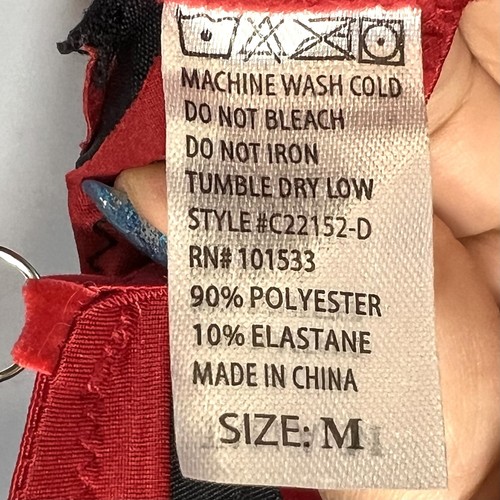 MACHINE WASH COLD
DO NOT BLEACH
DO NOT IRON
TUMBLE DRY LOW
STYLE #C22152-D
RN# 101533
90% POLYESTER
10% ELASTANE
MADE IN CHINA
SIZE: M